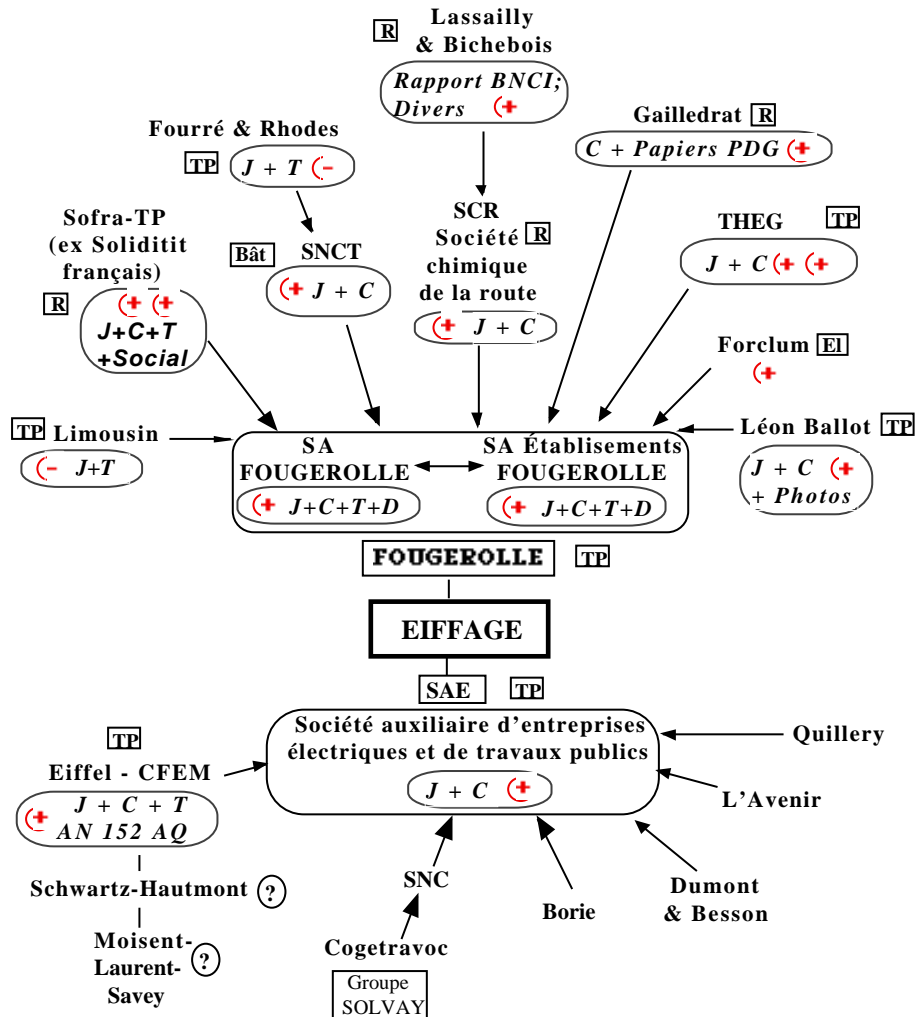 Lassailly
R
& Bichebois
Rapport BNCI;
Divers (+
Fourré & Rhodes
TP J + T (-
Gailledrat R
C + Papiers PDG (+
Sofra-TP
(ex Soliditit
français)
R
(+ (+
J+C+T
+Social
Bât SNCT
(+ J + C
SCR
Société R
chimique
de la route
(+ J + C
THEG TP
J + C (+ (+
Forclum El
(+
TP Limousin
(- J+T
SA
FOUGEROLLE
(+ J+C+T+D
SA Établisements
FOUGEROLLE
(+ J+C+T+D
Léon Ballot TP
J + C (+
+ Photos
FOUGEROLLE TP
EIFFAGE
SAE TP
Société auxiliaire d'entreprises
électriques et de travaux publics
J + C (+
TP
Eiffel - CFEM
(+ J + C + T
AN 152 AQ
Schwartz-Hautmont ?
Moisent- ?
Laurent-
Savey
Quillery
L'Avenir
Dumont
& Besson
Borie
SNC
Cogetravoc
Groupe
SOLVAY